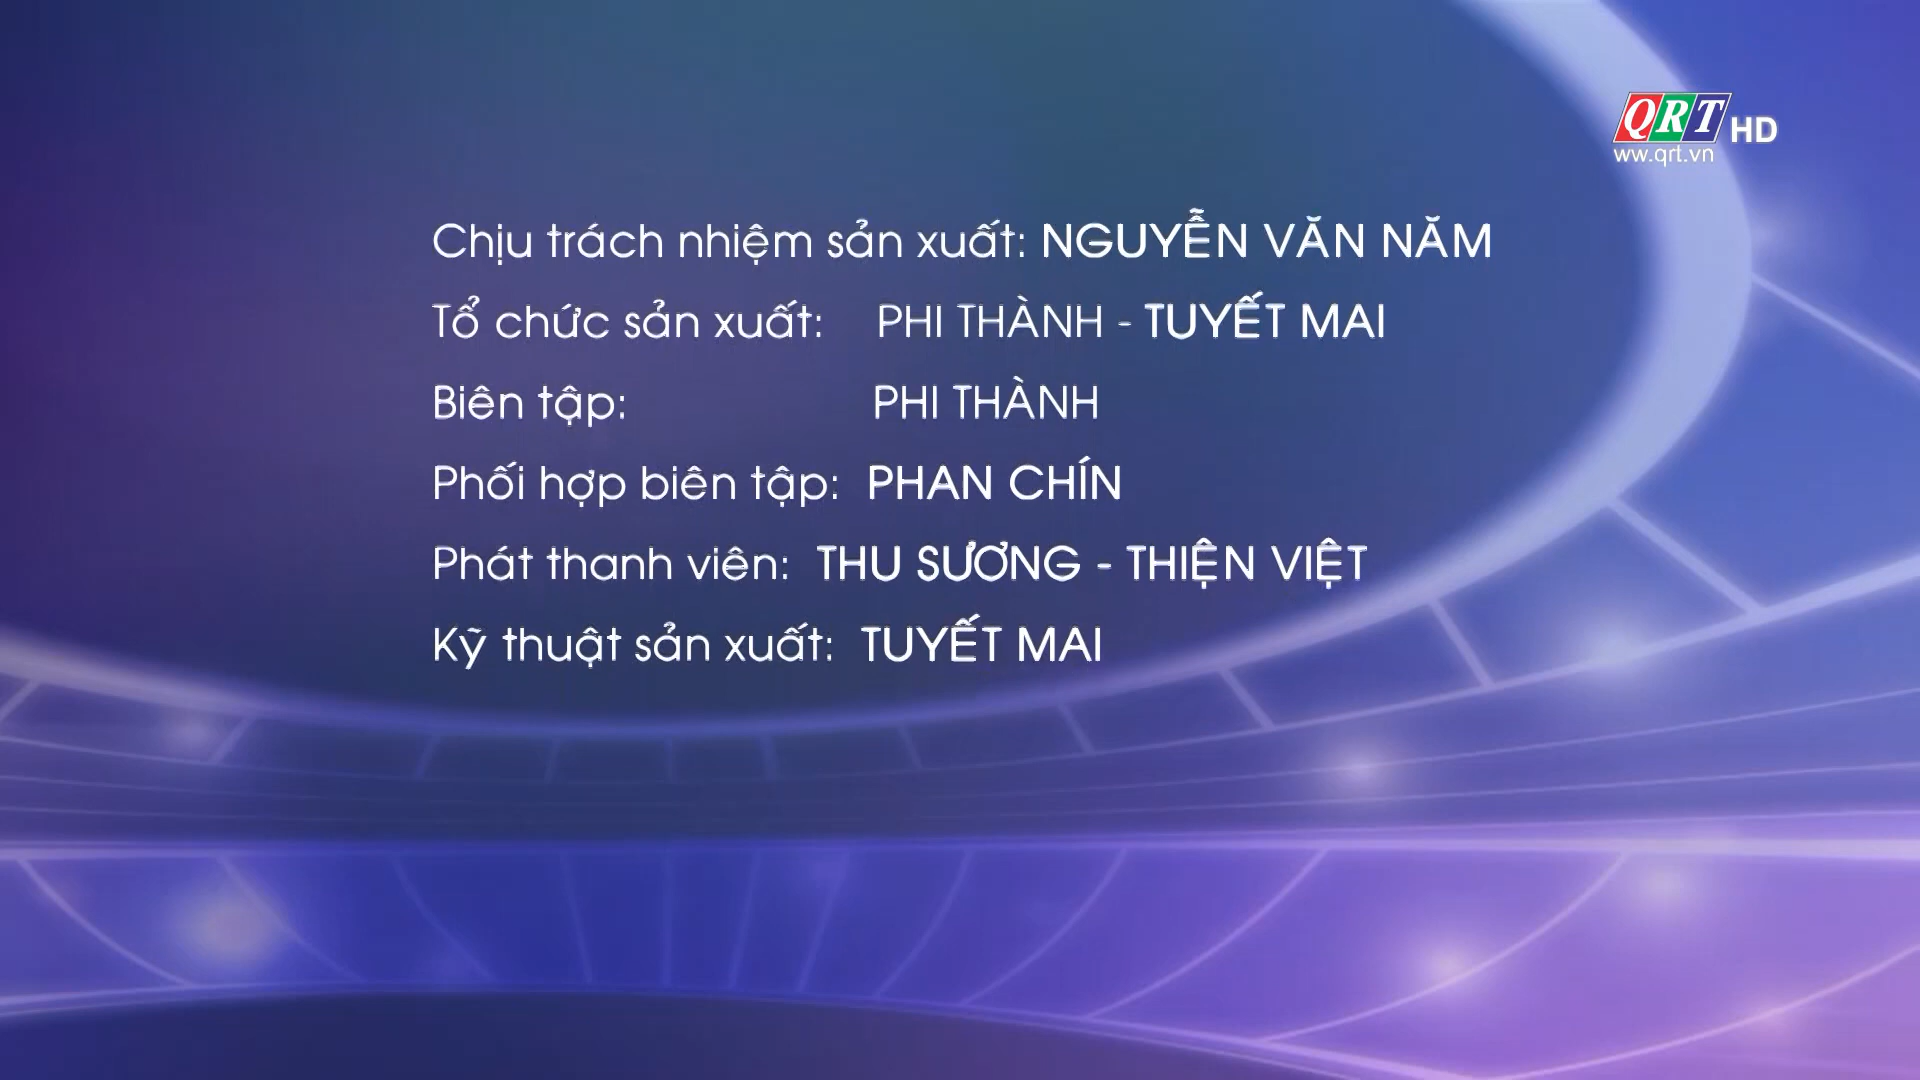 QRT HD
ww.qrt.vn
Chịu trách nhiệm sản xuất: NGUYỄN VĂN NĂM
Tổ chức sản xuất: PHI THÀNH - TUYẾT MAI
Biên tập: PHI THÀNH
Phối hợp biên tập: PHAN CHÍN
Phát thanh viên: THU SƯƠNG - THIỆN VIỆT
Kỹ thuật sản xuất: TUYẾT MAI